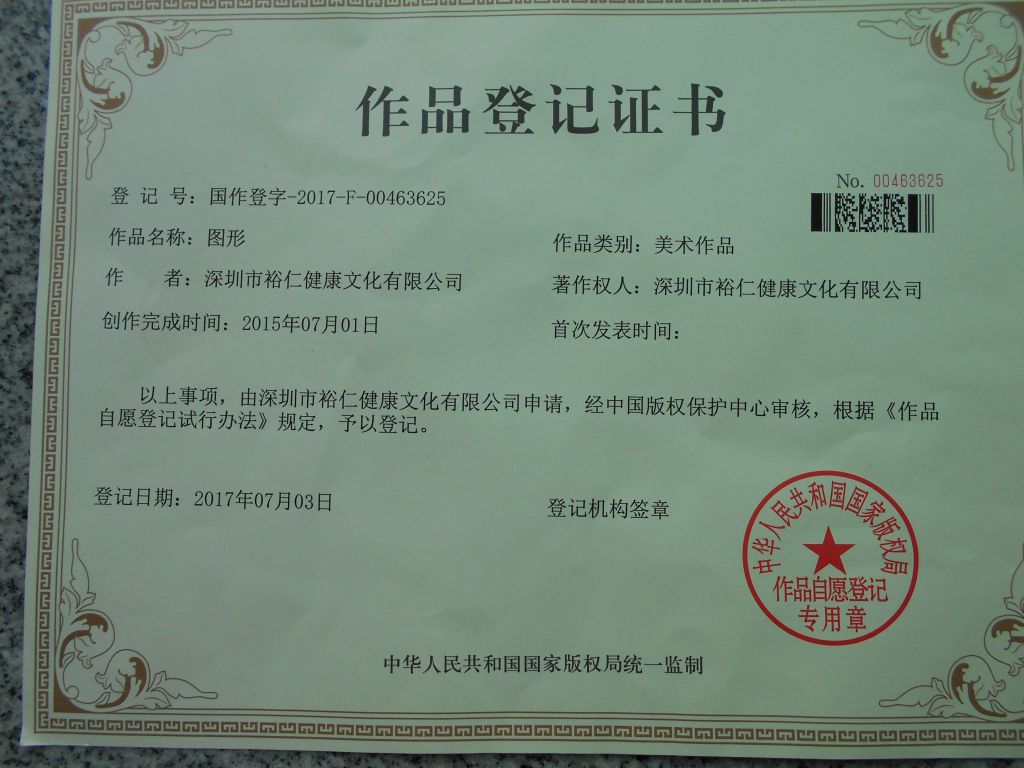 作品登记证书
No. 00463625
登 记 号：国作登字-2017-F-00463625
作品名称：图形
作品类别：美术作品
作 者：深圳市裕仁健康文化有限公司
著作权人：深圳市裕仁健康文化有限公司
创作完成时间：2015年07月01日
首次发表时间：
以上事项，由深圳市裕仁健康文化有限公司申请，经中国版权保护中心审核，根据《作品
自愿登记试行办法》规定，予以登记。
登记日期：2017年07月03日
登记机构签章
中华人民共和国国家版权局
作品自愿登记
专用章
中华人民共和国国家版权局统一监制